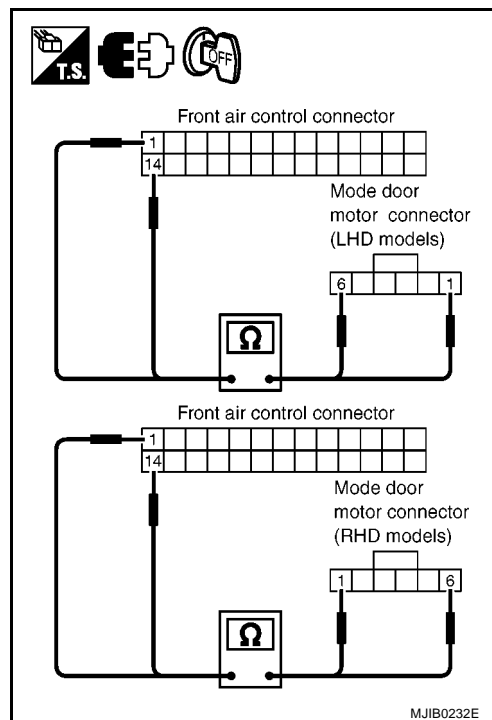 T.S.
OFF
Front air control connector
1
14
Mode door
motor connector
(LHD models)
6 1
Ω
Front air control connector
1
14
Mode door
motor connector
(RHD models)
1 6
Ω
MJIB0232E